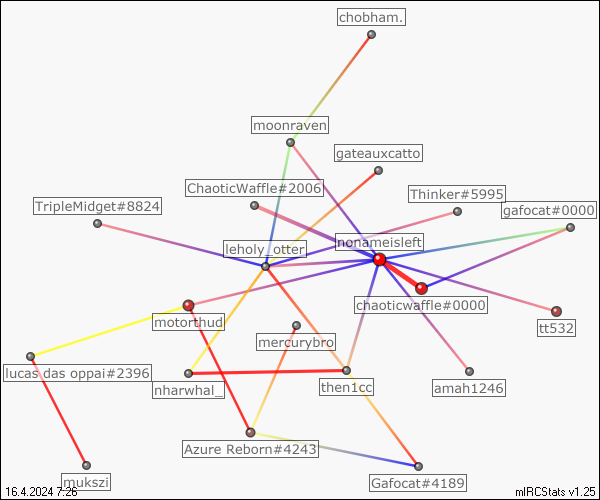 chobham.
moonraven
gateauxcatto
ChaoticWaffle#2006
Thinker#5995
TripleMidget#8824
gafocat#0000
nonameisleft
leholy_otter
chaoticwaffle#0000
motorthud
tt532
mercurybro
lucas das oppai#2396
nharwhal_
then1cc
amah1246
Azure Reborn#4243
mukszi
Gafocat#4189
16.4.2024 7:26
mIRCStats v1.25